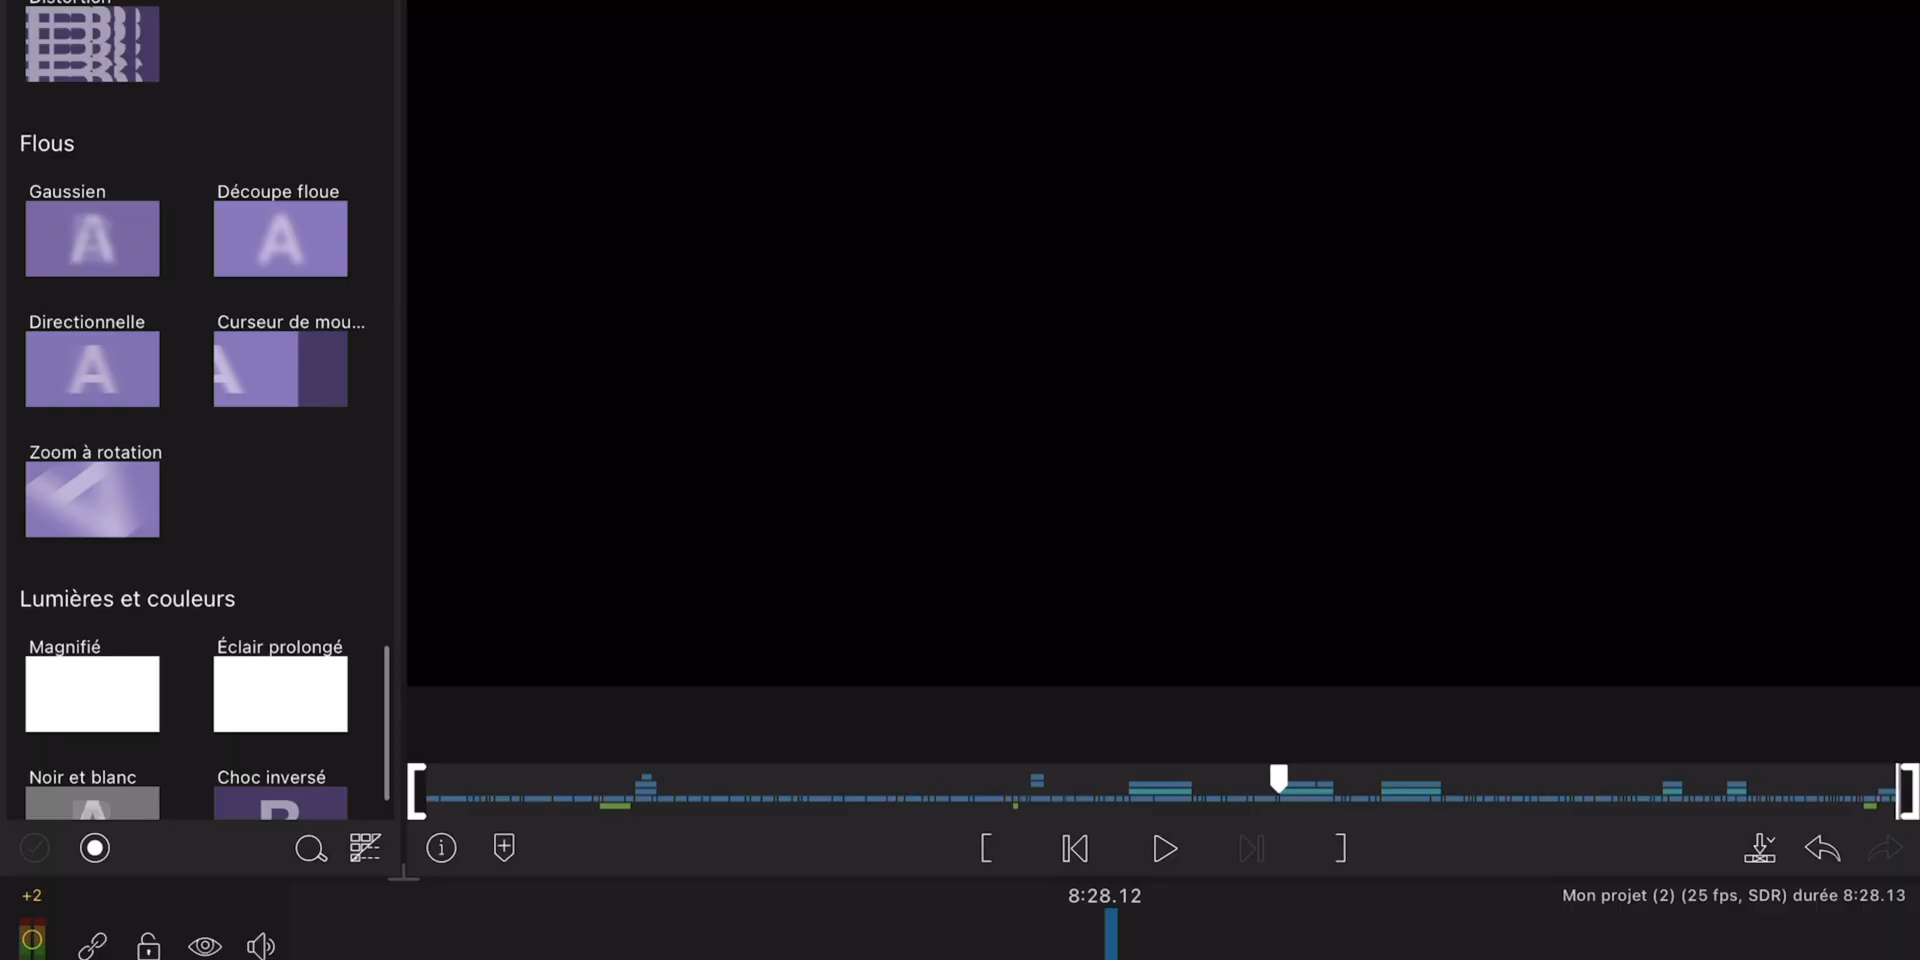 Distortion
Flous
Gaussien
Découpe floue
Directionnelle
Curseur de mou...
Zoom à rotation
Lumières et couleurs
Magnifié
Éclair prolongé
Noir et blanc
Choc inversé
+2
8:28.12
Mon projet (2) (25 fps, SDR) durée 8:28.13